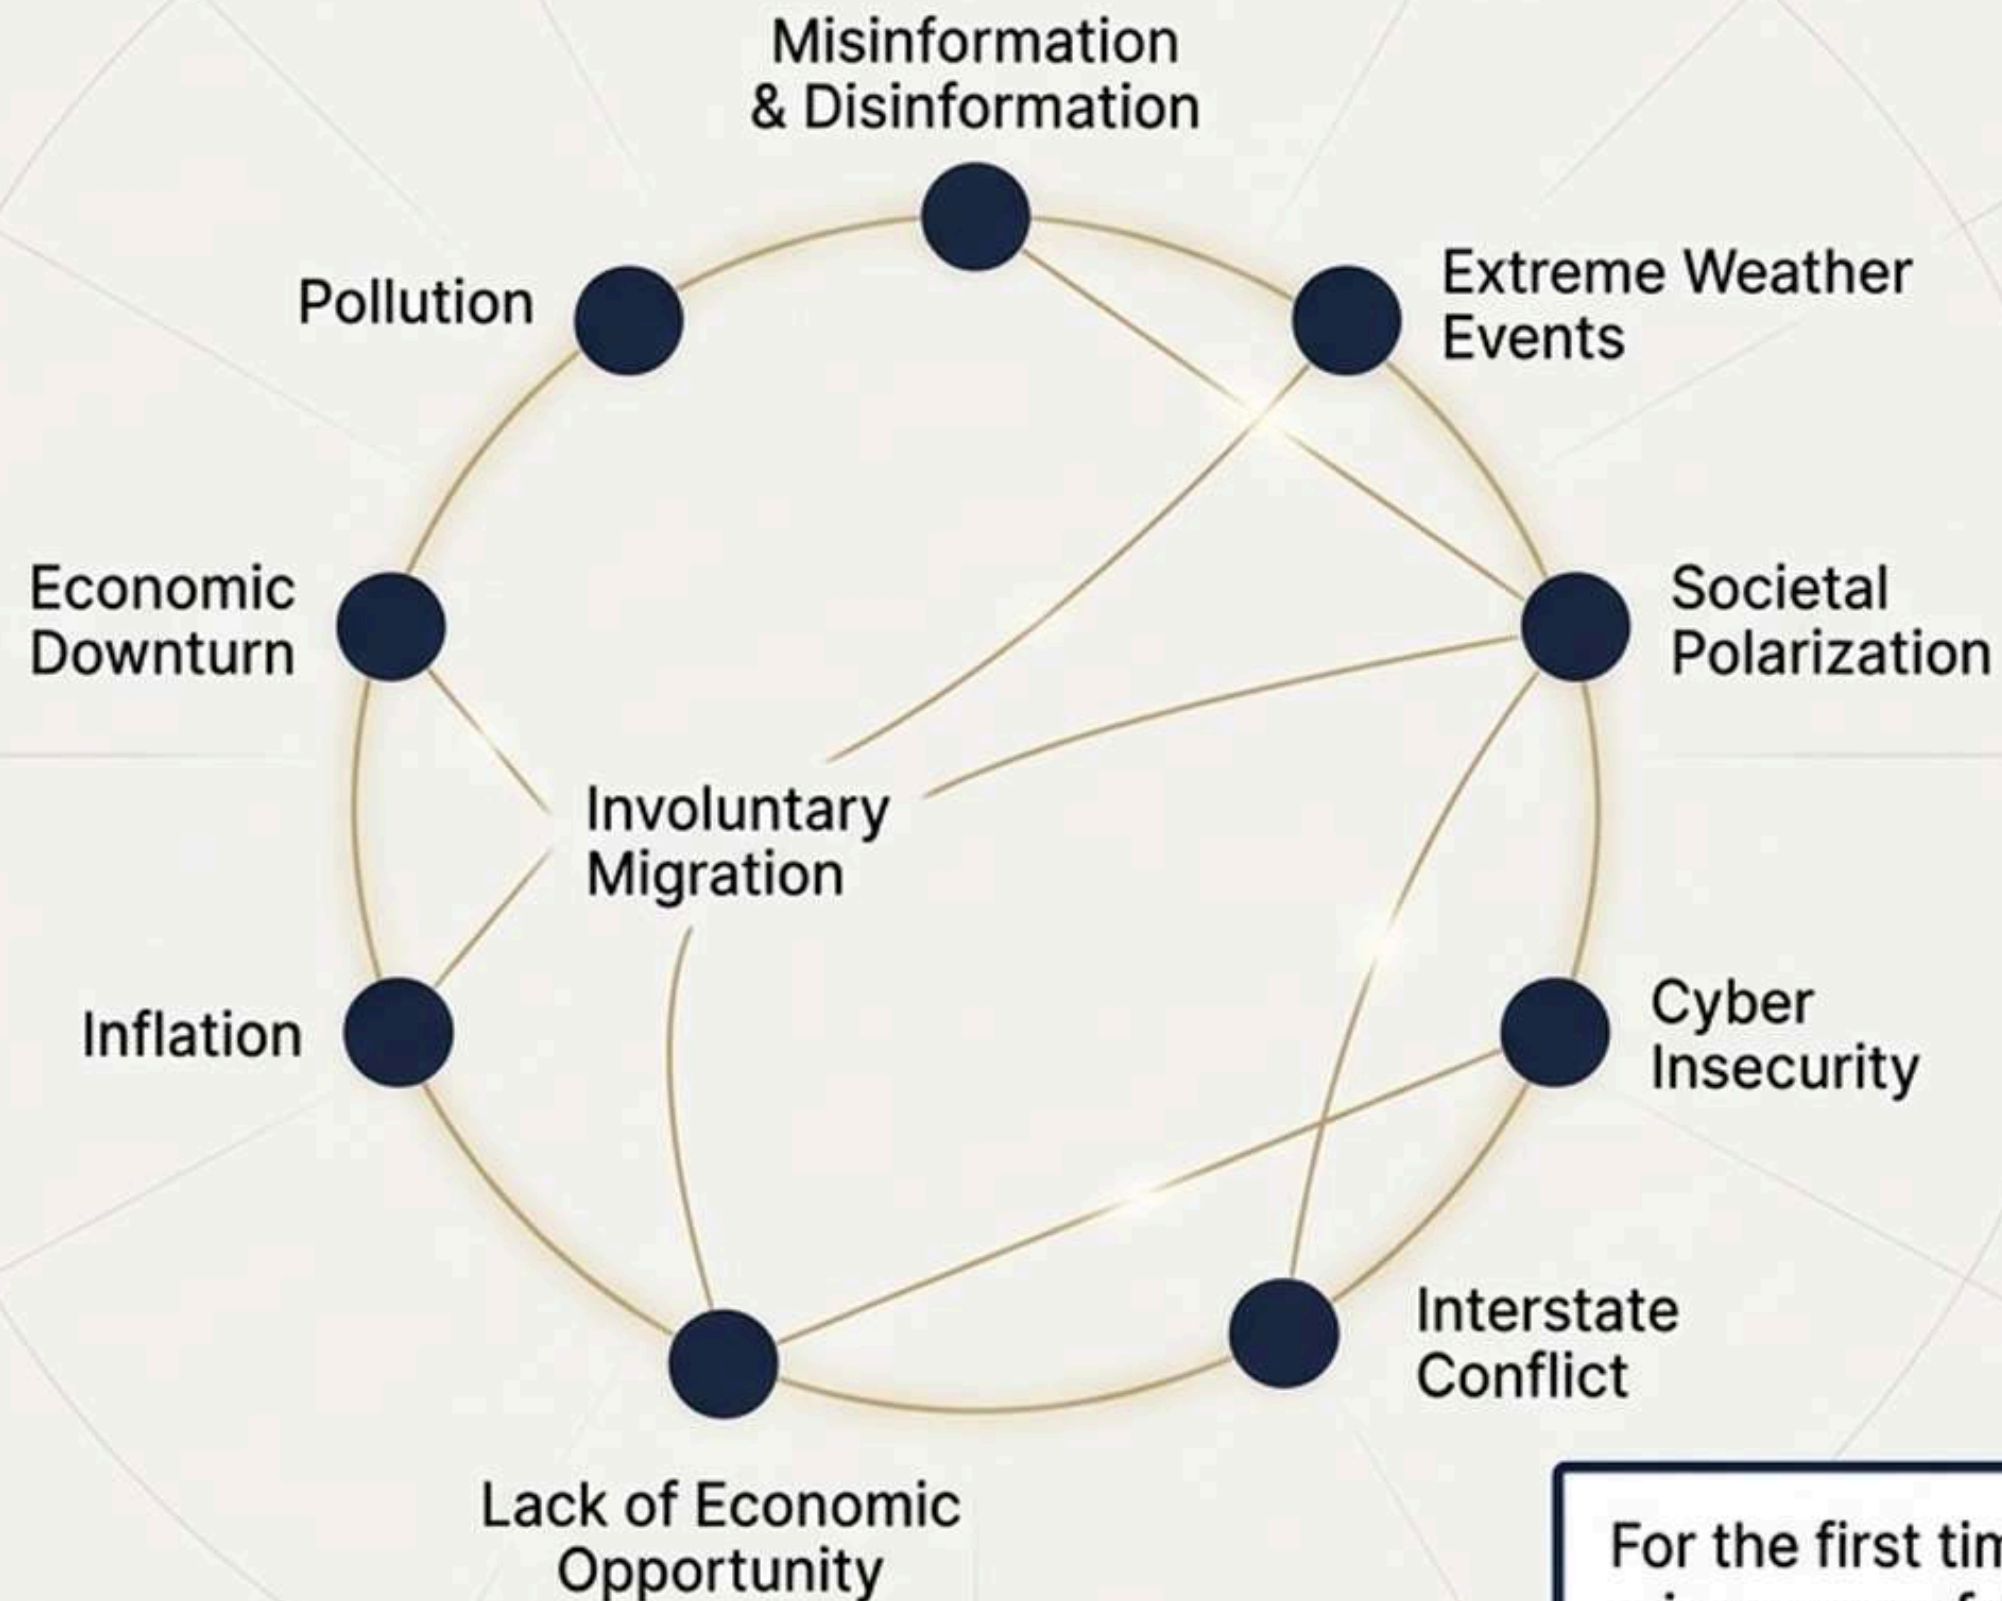 Misinformation
& Disinformation
Extreme Weather
Events
Pollution
Economic
Downturn
Societal
Polarization
Involuntary
Migration
Inflation
Cyber
Insecurity
Interstate
Conflict
Lack of Economic
Opportunity
For the first